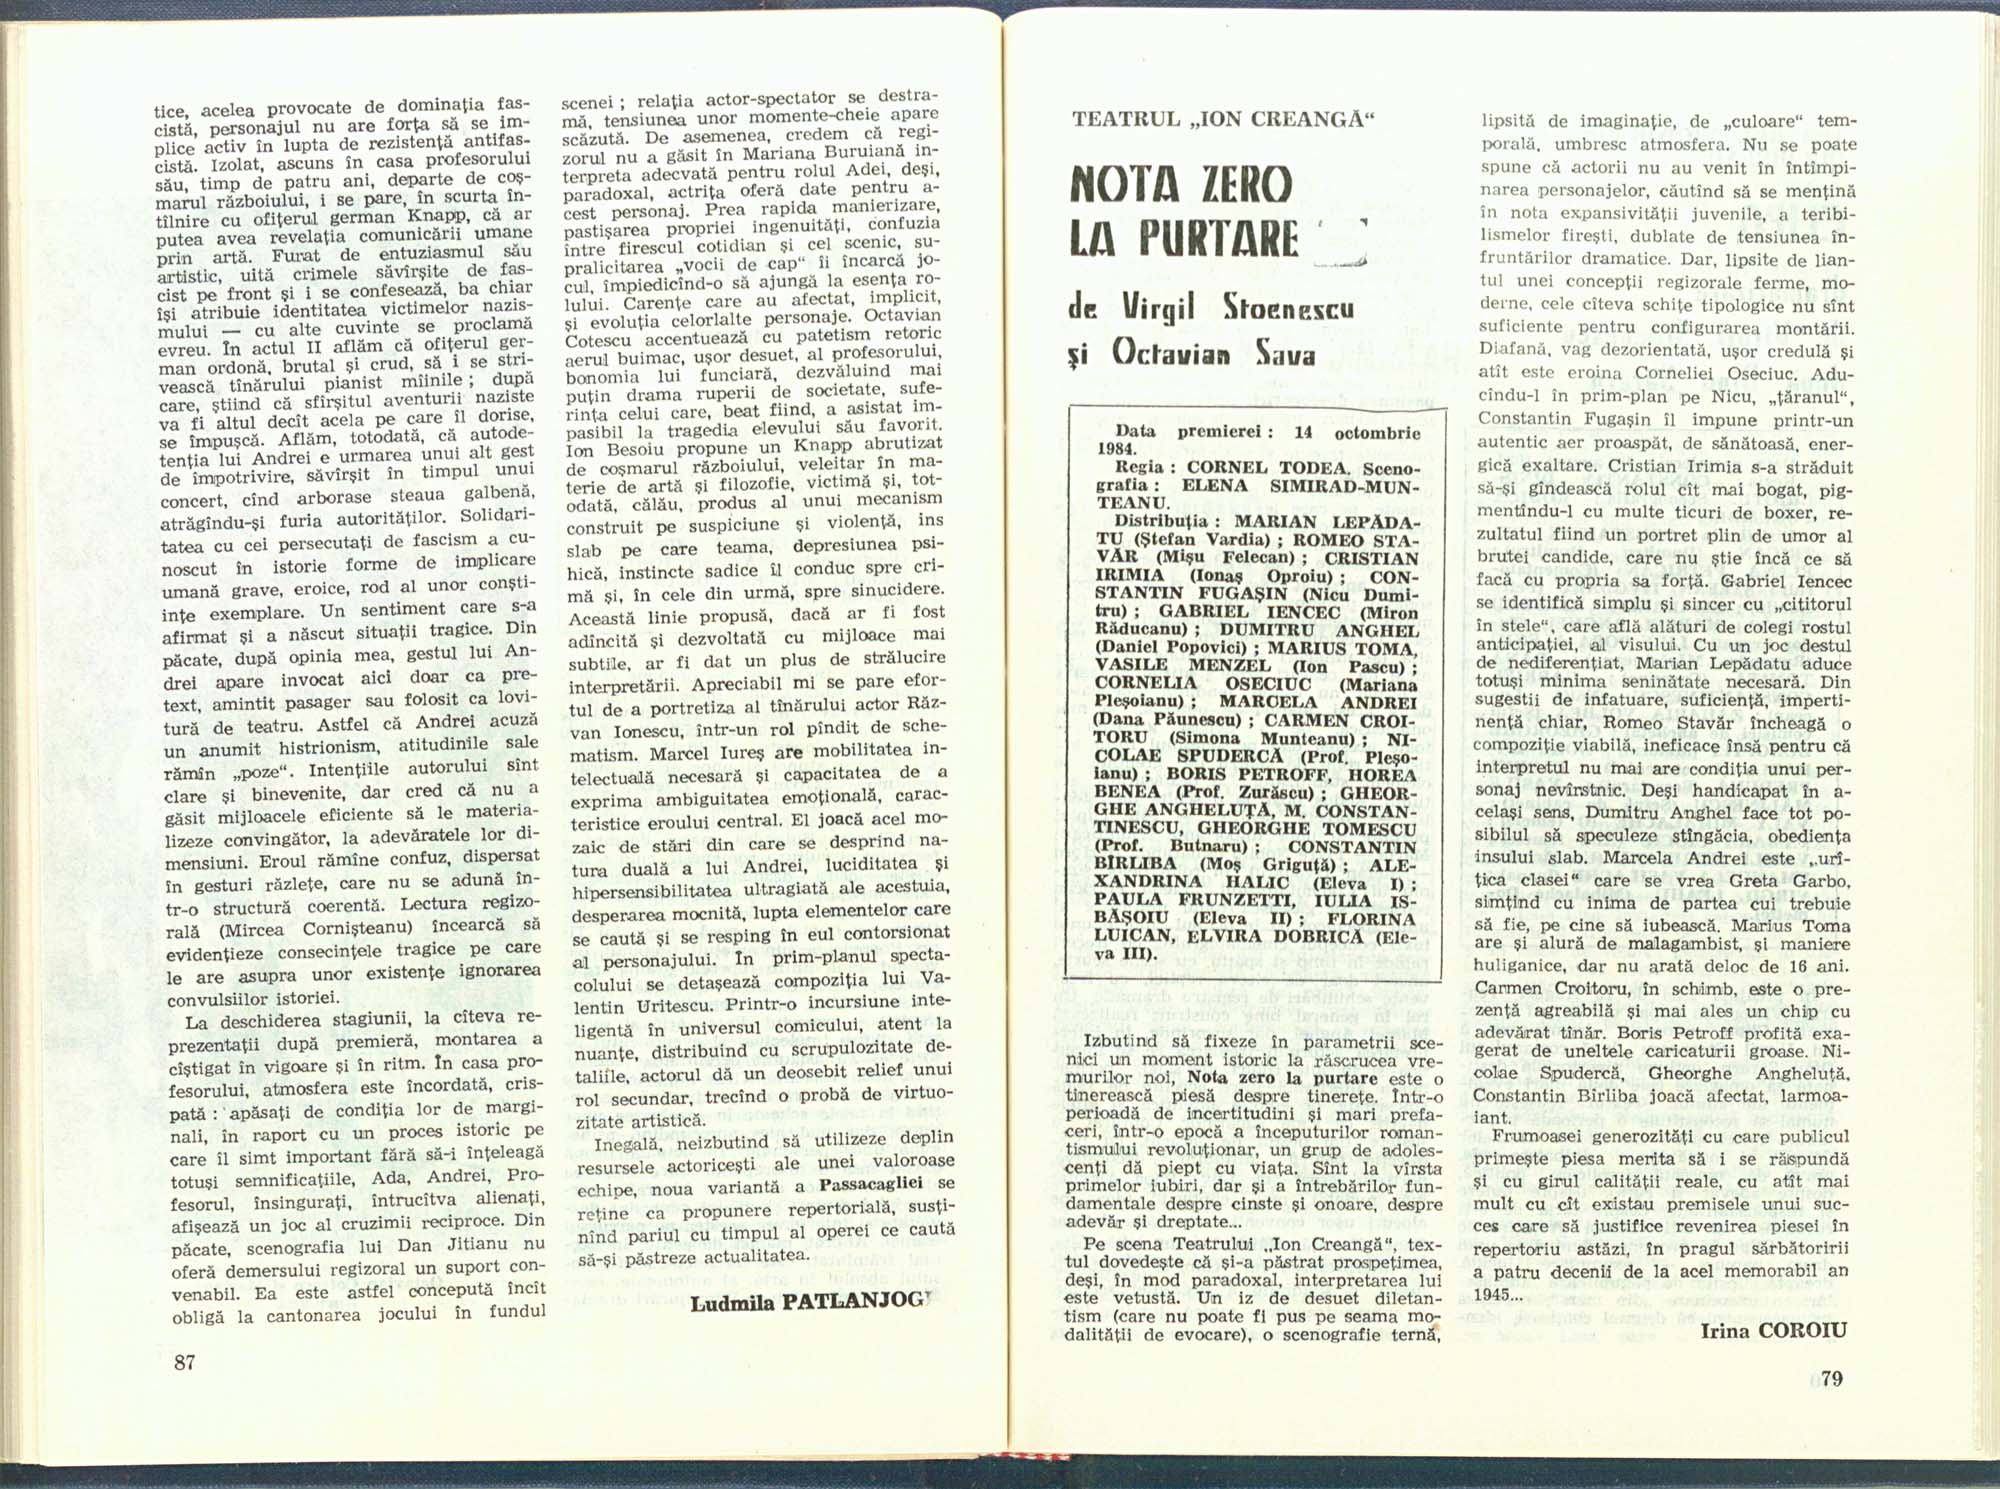 tice, acelea provocate de dominația fas-
cistă, personajul nu are forța să se im-
plice activ în lupta de rezistență antifas-
cistă. Izolat, ascuns în casa profesorului
său, timp de patru ani, departe de coș-
marul războiului, i se pare, în scurta în-
tîlnire cu ofițerul german Knapp, că ar
putea avea revelația comunicării umane
prin artă. Furat de entuziasmul său
artistic, uită crimele săvîrșite de fas-
cist pe front și i se confesează, ba chiar
își atribuie identitatea victimelor nazis-
mului — cu alte cuvinte se proclamă
evreu. În actul II aflăm că ofițerul ger-
man ordonă, brutal și crud, să i se stri-
vească tînărului pianist mîinile ; după
care, știind că sfîrșitul aventurii naziste
va fi altul decît acela pe care îl dorise,
se împușcă. Aflăm, totodată, că autode-
tenția lui Andrei e urmarea unui alt gest
de împotrivire, săvîrșit în timpul unui
concert, cînd arborase steaua galbenă,
atrăgîndu-și furia autorităților. Solidari-
tatea cu cei persecutați de fascism a cu-
noscut în istorie forme de implicare
umană grave, eroice, rod al unor conști-
ințe exemplare. Un sentiment care s-a
afirmat și a născut situații tragice. Din
păcate, după opinia mea, gestul lui An-
drei apare invocat aici doar ca pre-
text, amintit pasager sau folosit ca lovi-
tură de teatru. Astfel că Andrei acuză
un anumit histrionism, atitudinile sale
rămîn „poze“. Intențiile autorului sînt
clare și binevenite, dar cred că nu a
găsit mijloacele eficiente să le materia-
lizeze convingător, la adevăratele lor di-
mensiuni. Eroul rămîne confuz, dispersat
în gesturi răzlețe, care nu se adună în-
tr-o structură coerentă. Lectura regizo-
rală (Mircea Cornișteanu) încearcă să
evidențieze consecințele tragice pe care
le are asupra unor existențe ignorarea
convulsiilor istoriei.
La deschiderea stagiunii, la cîteva re-
prezentații după premieră, montarea a
cîștigat în vigoare și în ritm. În casa pro-
fesorului, atmosfera este încordată, cris-
pată : apăsați de condiția lor de margi-
nali, în raport cu un proces istoric pe
care îl simt important fără să-i înțeleagă
totuși semnificațiile, Ada, Andrei, Pro-
fesorul, însingurați, întrucîtva alienați,
afișează un joc al cruzimii reciproce. Din
păcate, scenografia lui Dan Jitianu nu
oferă demersului regizoral un suport con-
venabil. Ea este astfel concepută încît
obligă la cantonarea jocului în fundul
scenei ; relația actor-spectator se destra-
mă, tensiunea unor momente-cheie apare
scăzută. De asemenea, credem că regi-
zorul nu a găsit în Mariana Buruiană in-
terpreta adecvată pentru rolul Adei, deși,
paradoxal, actrița oferă date pentru a-
cest personaj. Prea rapida manierizare,
pastișarea propriei ingenuități, confuzia
între firescul cotidian și cel scenic, su-
pralicitarea „vocii de cap“ îi încarcă jo-
cul, împiedicînd-o să ajungă la esența ro-
lului. Carențe care au afectat, implicit,
și evoluția celorlalte personaje. Octavian
Cotescu accentuează cu patetism retoric
aerul buimac, ușor desuet, al profesorului,
bonomia lui funciară, dezvăluind mai
puțin drama ruperii de societate, sufe-
rința celui care, beat fiind, a asistat im-
pasibil la tragedia elevului său favorit.
Ion Besoiu propune un Knapp abrutizat
de coșmarul războiului, veleitar în ma-
terie de artă și filozofie, victimă și, tot-
odată, călău, produs al unui mecanism
construit pe suspiciune și violență, ins
slab pe care teama, depresiunea psi-
hică, instincte sadice îl conduc spre cri-
mă și, în cele din urmă, spre sinucidere.
Această linie propusă, dacă ar fi fost
adîncită și dezvoltată cu mijloace mai
subtile, ar fi dat un plus de strălucire
interpretării. Apreciabil mi se pare efor-
tul de a portretiza al tînărului actor Răz-
van Ionescu, într-un rol pîndit de sche-
matism. Marcel Iureș are mobilitatea in-
telectuală necesară și capacitatea de a
exprima ambiguitatea emoțională, carac-
teristice eroului central. El joacă acel mo-
zaic de stări din care se desprind na-
tura duală a lui Andrei, luciditatea și
hipersensibilitatea ultragiată ale acestuia,
desperarea mocnită, lupta elementelor care
se caută și se resping în eul contorsionat
al personajului. În prim-planul specta-
colului se detașează compoziția lui Va-
lentin Uritescu. Printr-o incursiune inte-
ligentă în universul comicului, atent la
nuanțe, distribuind cu scrupulozitate de-
taliile, actorul dă un deosebit relief unui
rol secundar, trecînd o probă de virtuo-
zitate artistică.
Inegală, neizbutind să utilizeze deplin
resursele actoricești ale unei valoroase
echipe, noua variantă a Passacagliei se
reține ca propunere repertorială, susți-
nînd pariul cu timpul al operei ce caută
să-și păstreze actualitatea.
Ludmila PATLANJOG
87
TEATRUL „ION CREANGĂ“
NOTA ZERO
LA PURTARE
de Virgil Stoenescu
și Octavian Sava
Data premierei : 14 octombrie
1984.
Regia : CORNEL TODEA. Sceno-
grafia : ELENA SIMIRAD-MUN-
TEANU.
Distribuția : MARIAN LEPĂDA-
TU (Ștefan Vardia) ; ROMEO STA-
VĂR (Mișu Felecan) ; CRISTIAN
IRIMIA (Ionaș Oproiu) ; CON-
STANTIN FUGAȘIN (Nicu Dumi-
tru) ; GABRIEL IENCEC (Miron
Răducanu) ; DUMITRU ANGHEL
(Daniel Popovici) ; MARIUS TOMA,
VASILE MENZEL (Ion Pascu) ;
CORNELIA OSECIUC (Mariana
Pleșoianu) ; MARCELA ANDREI
(Dana Păunescu) ; CARMEN CROI-
TORU (Simona Munteanu) ; NI-
COLAE SPUDERCĂ (Prof. Pleșo-
ianu) ; BORIS PETROFF, HOREA
BENEA (Prof. Zurăscu) ; GHEOR-
GHE ANGHELUȚĂ, M. CONSTAN-
TINESCU, GHEORGHE TOMESCU
(Prof. Butnaru) ; CONSTANTIN
BÎRLIBA (Moș Griguță) ; ALE-
XANDRINA HALIC (Eleva I) ;
PAULA FRUNZETTI, IULIA IS-
BĂȘOIU (Eleva II) ; FLORINA
LUICAN, ELVIRA DOBRICĂ (Ele-
va III).
Izbutind să fixeze în parametrii sce-
nici un moment istoric la răscrucea vre-
murilor noi, Nota zero la purtare este o
tinerească piesă despre tinerețe. Într-o
perioadă de incertitudini și mari prefa-
ceri, într-o epocă a începuturilor roman-
tismului revoluționar, un grup de adoles-
cenți dă piept cu viața. Sînt la vîrsta
primelor iubiri, dar și a întrebărilor fun-
damentale despre cinste și onoare, despre
adevăr și dreptate...
Pe scena Teatrului „Ion Creangă“, tex-
tul dovedește că și-a păstrat prospețimea,
deși, în mod paradoxal, interpretarea lui
este vetustă. Un iz de desuet diletan-
tism (care nu poate fi pus pe seama mo-
dalității de evocare), o scenografie ternă,
lipsită de imaginație, de „culoare“ tem-
porală, umbresc atmosfera. Nu se poate
spune că actorii nu au venit în întîmpi-
narea personajelor, căutînd să se mențină
în nota expansivității juvenile, a teribi-
lismelor firești, dublate de tensiunea în-
fruntărilor dramatice. Dar, lipsite de lian-
tul unei concepții regizorale ferme, mo-
derne, cele cîteva schițe tipologice nu sînt
suficiente pentru configurarea montării.
Diafană, vag dezorientată, ușor credulă și
atît este eroina Corneliei Oseciuc. Adu-
cîndu-l în prim-plan pe Nicu, „țăranul“,
Constantin Fugașin îl impune printr-un
autentic aer proaspăt, de sănătoasă, ener-
gică exaltare. Cristian Irimia s-a străduit
să-și gîndească rolul cît mai bogat, pig-
mentîndu-l cu multe ticuri de boxer, re-
zultatul fiind un portret plin de umor al
brutei candide, care nu știe încă ce să
facă cu propria sa forță. Gabriel Iencec
se identifică simplu și sincer cu „cititorul
în stele“, care află alături de colegi rostul
anticipației, al visului. Cu un joc destul
de nediferențiat, Marian Lepădatu aduce
totuși minima seninătate necesară. Din
sugestii de infatuare, suficiență, imperti-
nență chiar, Romeo Stavăr încheagă o
compoziție viabilă, ineficace însă pentru că
interpretul nu mai are condiția unui per-
sonaj nevîrstnic. Deși handicapat în a-
celași sens, Dumitru Anghel face tot po-
sibilul să speculeze stîngăcia, obediența
insului slab. Marcela Andrei este „urî-
țica clasei“ care se vrea Greta Garbo,
simțind cu inima de partea cui trebuie
să fie, pe cine să iubească. Marius Toma
are și alură de malagambist, și maniere
huliganice, dar nu arată deloc de 16 ani.
Carmen Croitoru, în schimb, este o pre-
zență agreabilă și mai ales un chip cu
adevărat tînăr. Boris Petroff profită exa-
gerat de uneltele caricaturii groase. Ni-
colae Spudercă, Gheorghe Angheluță,
Constantin Bîrliba joacă afectat, larmoa-
iant.
Frumoasei generozități cu care publicul
primește piesa merita să i se răspundă
și cu girul calității reale, cu atît mai
mult cu cît existau premisele unui suc-
ces care să justifice revenirea piesei în
repertoriu astăzi, în pragul sărbătoririi
a patru decenii de la acel memorabil an
1945...
Irina COROIU
79